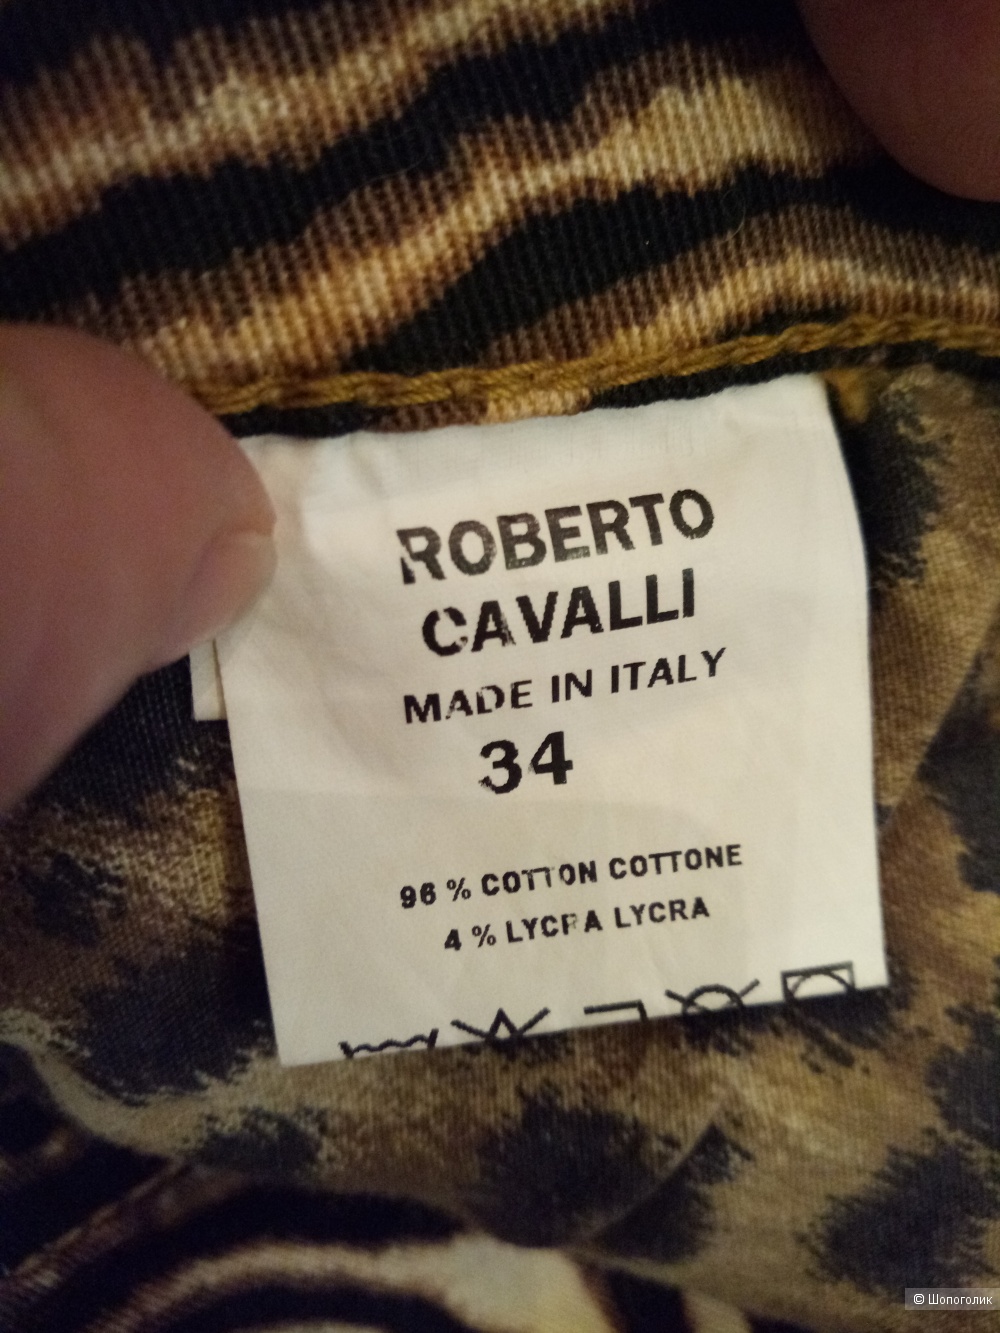 ROBERTO
CAVALLI
MADE IN ITALY
34
96 % COTTON COTTONE
4 % LYCRA LYCRA
© Шопоголик